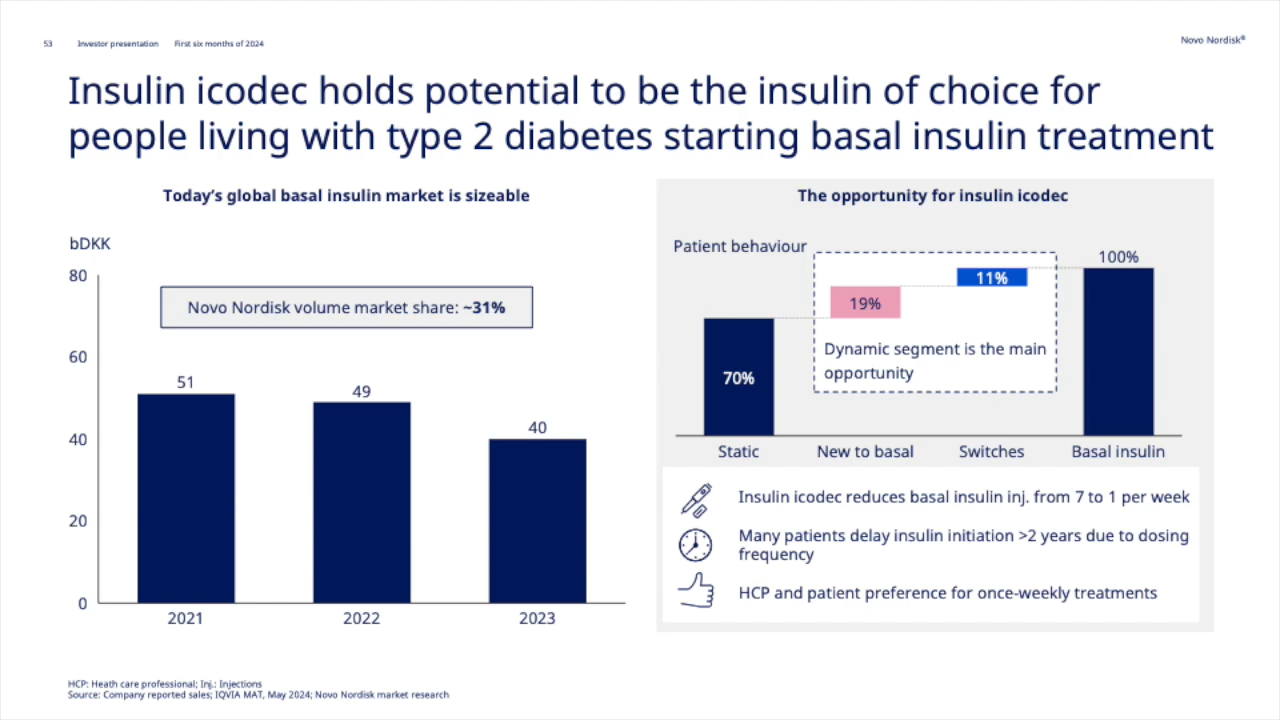 53 Investor presentation First six months of 2024
Novo Nordisk®
Insulin icodec holds potential to be the insulin of choice for
people living with type 2 diabetes starting basal insulin treatment
Today’s global basal insulin market is sizeable
bDKK
80
60
40
20
0
Novo Nordisk volume market share: ~31%
51
49
40
2021
2022
2023
The opportunity for insulin icodec
Patient behaviour
70%
19%
11%
100%
Dynamic segment is the main
opportunity
Static
New to basal
Switches
Basal insulin
Insulin icodec reduces basal insulin inj. from 7 to 1 per week
Many patients delay insulin initiation >2 years due to dosing
frequency
HCP and patient preference for once-weekly treatments
HCP: Heath care professional; Inj.: Injections
Source: Company reported sales; IQVIA MAT, May 2024; Novo Nordisk market research